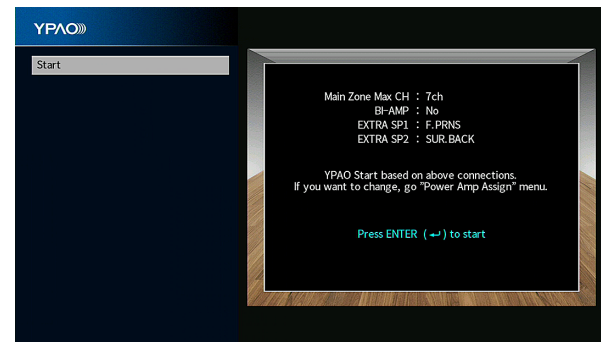 YPAO
Start
Main Zone Max CH : 7ch
BI-AMP : No
EXTRA SP1 : F.PRNS
EXTRA SP2 : SUR.BACK
YPAO Start based on above connections.
If you want to change, go "Power Amp Assign" menu.
Press ENTER (↵) to start